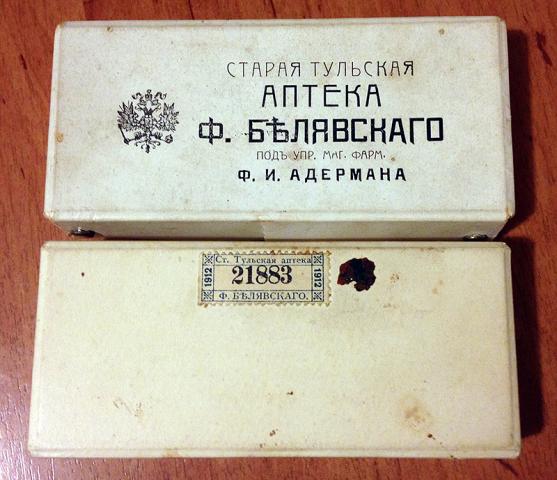 СТАРАЯ ТУЛЬСКАЯ
АПТЕКА
Ф. БѢЛЯВСКАГО
ПОДЪ УПР. МАГ. ФАРМ.
Ф. И. АДЕРМАНА
Ст. Тульская аптека
1912 21883 1912
Ф. БѢЛЯВСКАГО.